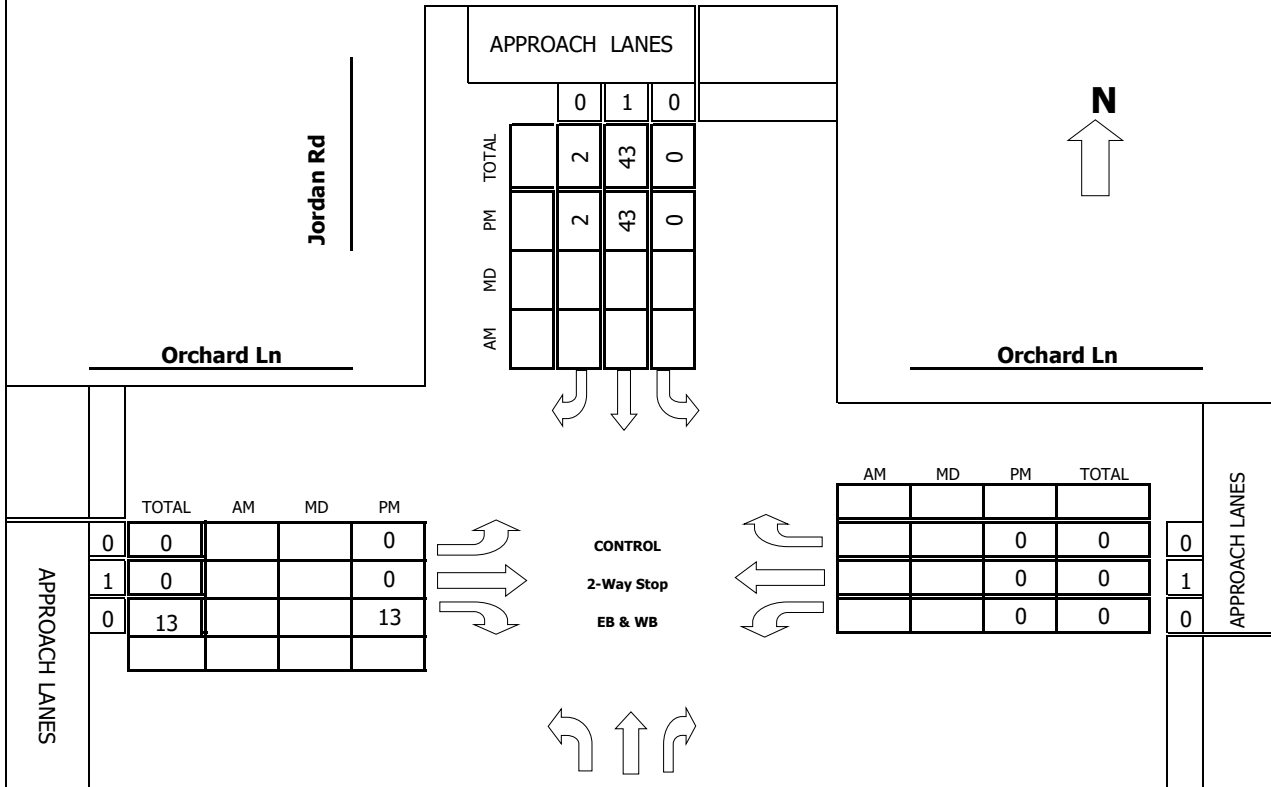 APPROACH LANES
0 1 0
N
Jordan Rd
TOTAL 2 43 0
PM 2 43 0
MD
AM
Orchard Ln
Orchard Ln
TOTAL AM MD PM
0 0 0
1 0 0
0 13 13
APPROACH LANES
CONTROL
2-Way Stop
EB & WB
AM MD PM TOTAL
0 0 0
0 0 1
0 0 0
APPROACH LANES